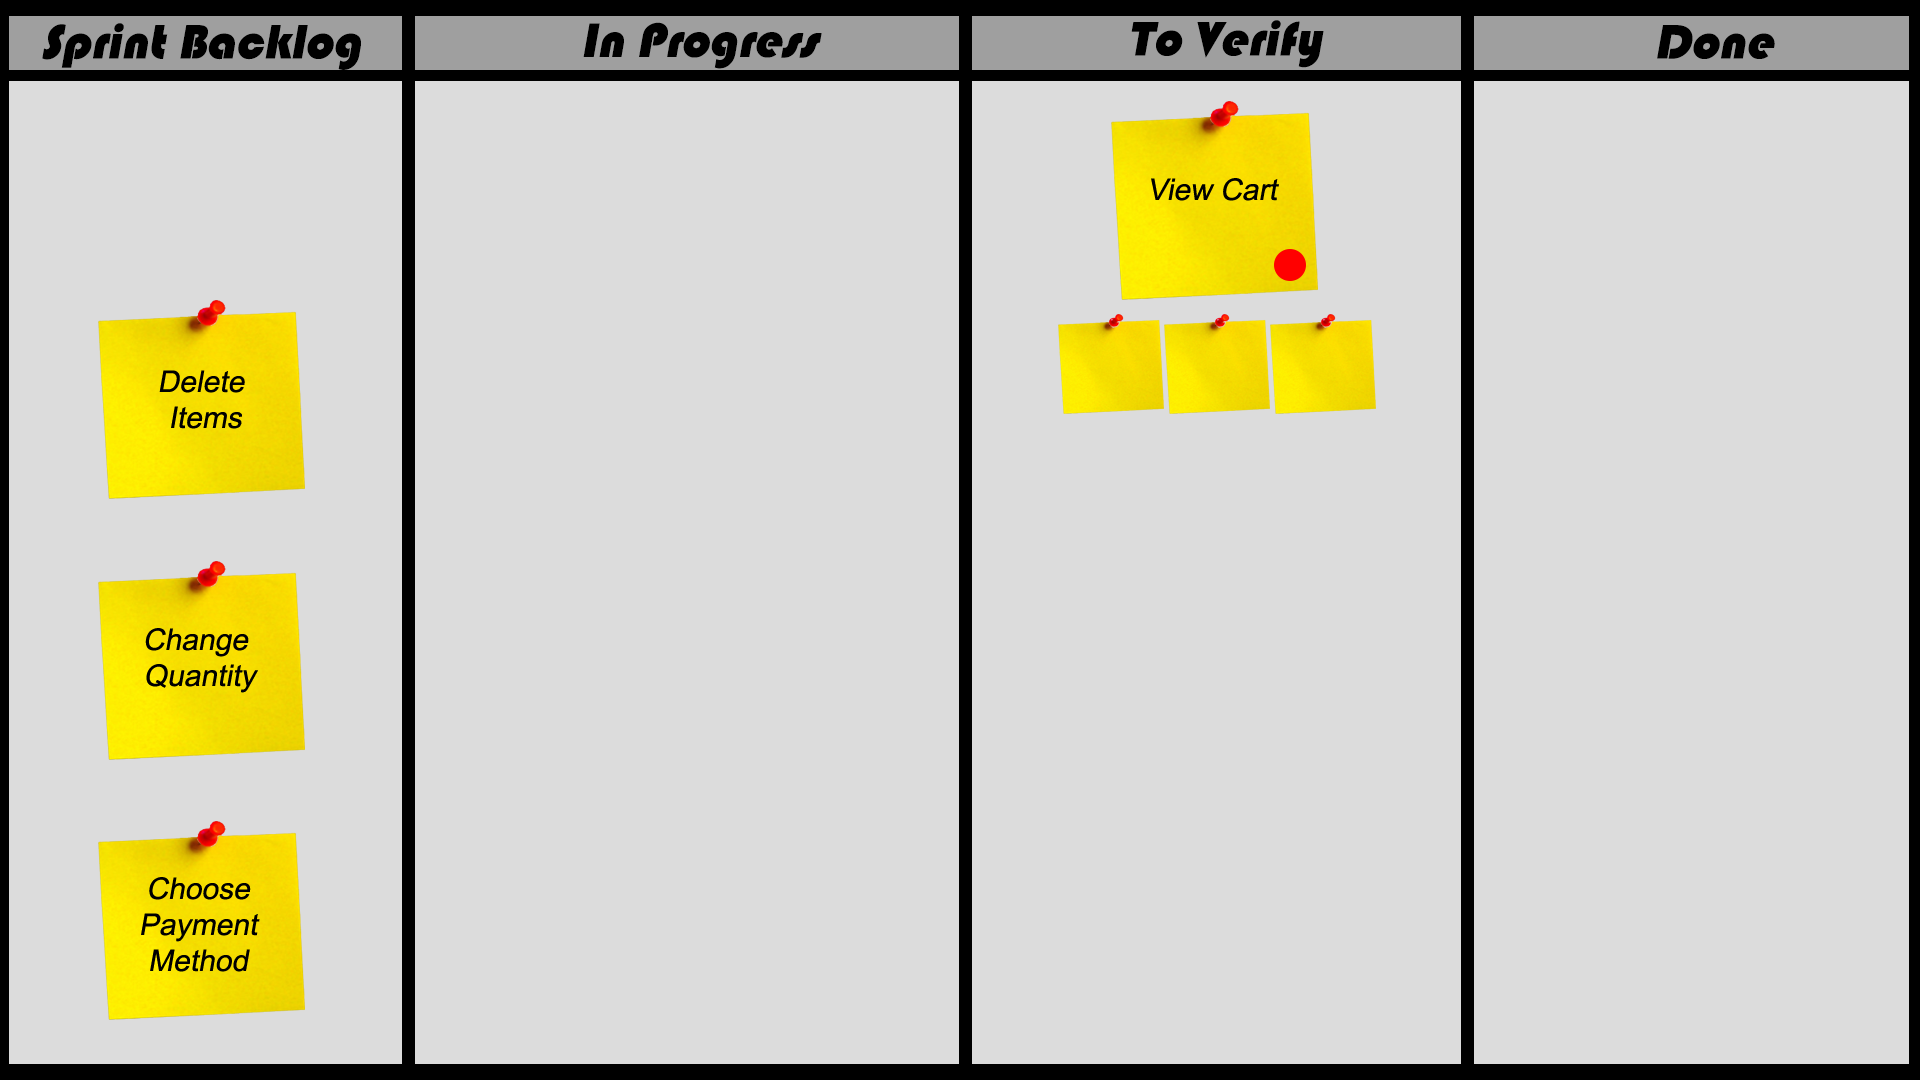 Sprint Backlog
In Progress
To Verify
Done
View Cart
Delete
Items
Change
Quantity
Choose
Payment
Method